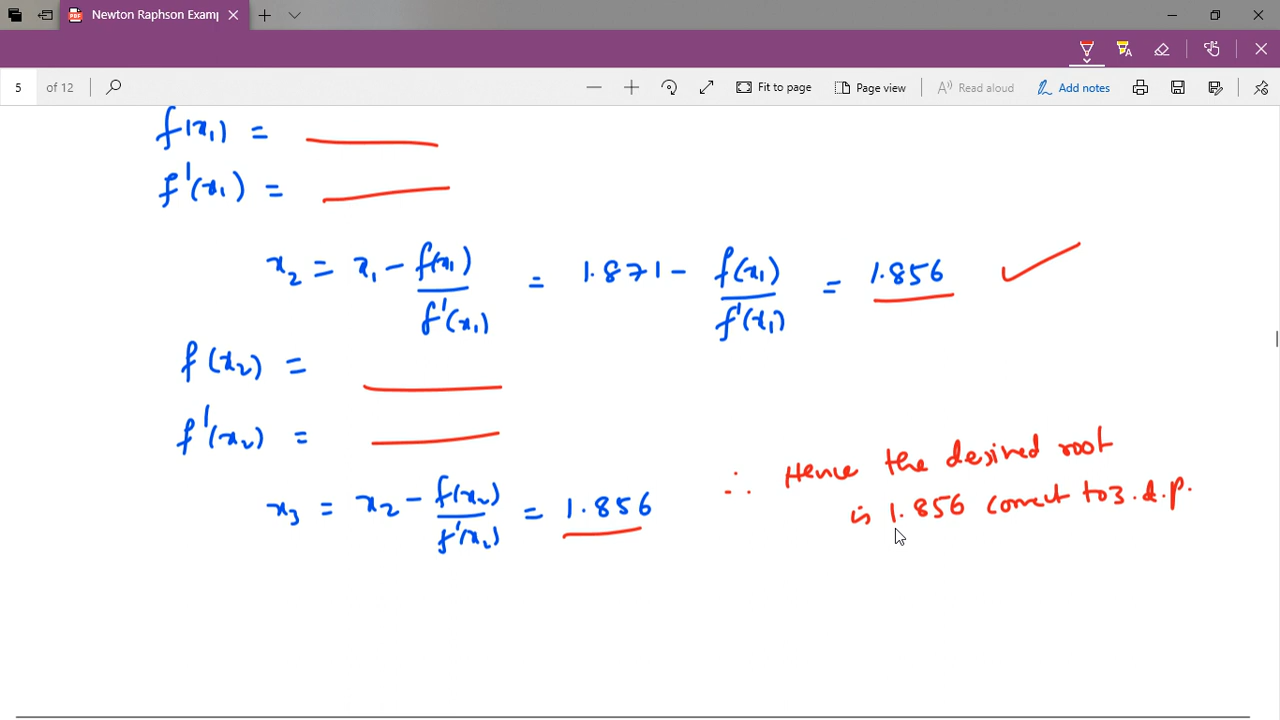 Newton Raphson Examp
5 of 12
Fit to page
Page view
Read aloud
Add notes
f(x₁) =
f'(x₁) =
x₂ = x₁ - f(x₁)/f'(x₁) = 1.871 - f(x₁)/f'(x₁) = 1.856 ✓
f(x₂) =
f'(x₂) =
x₃ = x₂ - f(x₂)/f'(x₂) = 1.856
∴ Hence the desired root
is 1.856 correct to 3.d.p.